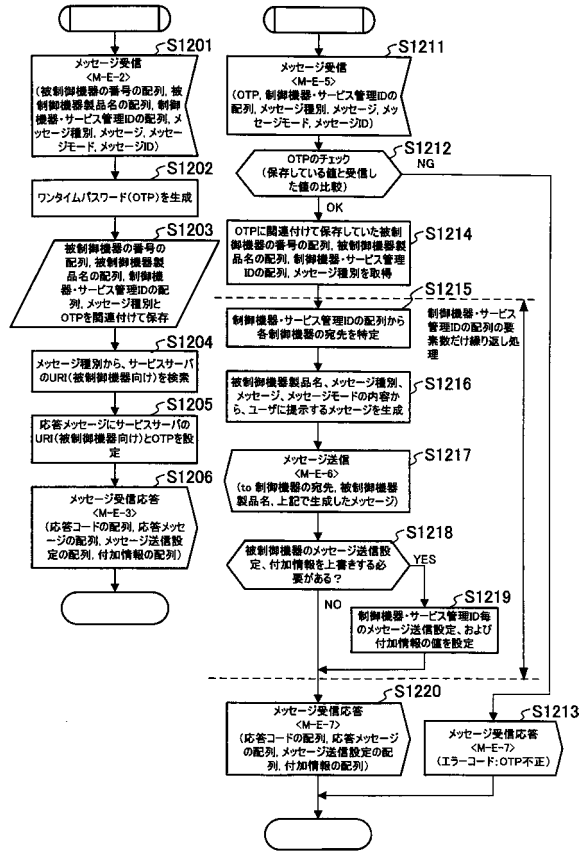 S1201
メッセージ受信
<M-E-2>
(被制御機器の番号の配列, 被
制御機器製品名の配列, 制御機
器・サービス管理IDの配列, メッ
セージ種別, メッセージ, メッセー
ジモード, メッセージID)
S1202
ワンタイムパスワード(OTP)を生成
S1203
被制御機器の番号の
配列, 被制御機器製
品名の配列, 制御機
器・サービス管理IDの配
列, メッセージ種別と
OTPを関連付けて保存
S1204
メッセージ種別から、サービスサーバ
のURI(被制御機器向け)を検索
S1205
応答メッセージにサービスサーバの
URI(被制御機器向け)とOTPを設
定
S1206
メッセージ受信応答
<M-E-3>
(応答コードの配列, 応答メッセ
ージの配列, メッセージ送信設
定の配列, 付加情報の配列)
S1211
メッセージ受信
<M-E-5>
(OTP, 制御機器・サービス管理IDの
配列, メッセージ種別, メッセージ, メッ
セージモード, メッセージID)
S1212
OTPのチェック
(保存している値と受信し
た値の比較)
NG
OK
S1214
OTPに関連付けて保存していた被制
御機器の番号の配列, 被制御機器製
品名の配列, 制御機器・サービス管理
IDの配列, メッセージ種別を取得
S1215
制御機器・サービス管理IDの配列から
各制御機器の宛先を特定
制御機器・サービス
管理IDの配列の要
素数だけ繰り返し
処理
S1216
被制御機器製品名、メッセージ種別、
メッセージ、メッセージモードの内容か
ら、ユーザに提示するメッセージを生成
S1217
メッセージ送信
<M-E-6>
(to 制御機器の宛先, 被制御機器
製品名, 上記で生成したメッセージ)
S1218
被制御機器のメッセージ送信設
定、付加情報を上書きする必
要がある?
YES
NO
S1219
制御機器・サービス管理ID毎
のメッセージ送信設定、および
付加情報の値を設定
S1220
メッセージ受信応答
<M-E-7>
(応答コードの配列, 応答メッセージ
の配列, メッセージ送信設定の配
列, 付加情報の配列)
S1213
メッセージ受信応答
<M-E-7>
(エラーコード:OTP不正)